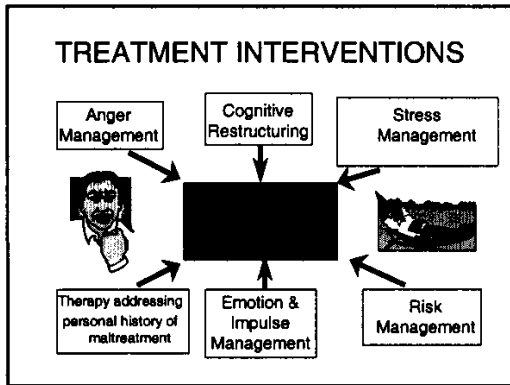 TREATMENT INTERVENTIONS
Anger
Management
Cognitive
Restructuring
Stress
Management
Therapy addressing
personal history of
maltreatment
Emotion &
Impulse
Management
Risk
Management